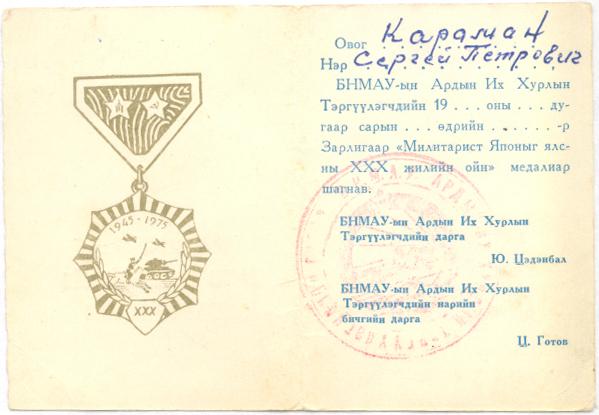 1945 - 1975
XXX
Овог Караман
Нэр Сергей Петрович
БНМАУ-ын Ардын Их Хурлын
Тэргүүлэгчдийн 19 . . . оны . . . ду-
гаар сарын . . . өдрийн . . . . . . -р
Зарлигаар «Милитарист Японыг ялс-
ны XXX жилийн ойн» медалиар
шагнав.
БНМАУ-ын Ардын Их Хурлын
Тэргүүлэгчдийн дарга
Ю. Цэдэнбал
БНМАУ-ын Ардын Их Хурлын
Тэргүүлэгчдийн нарийн
бичгийн дарга
Ц. Готов